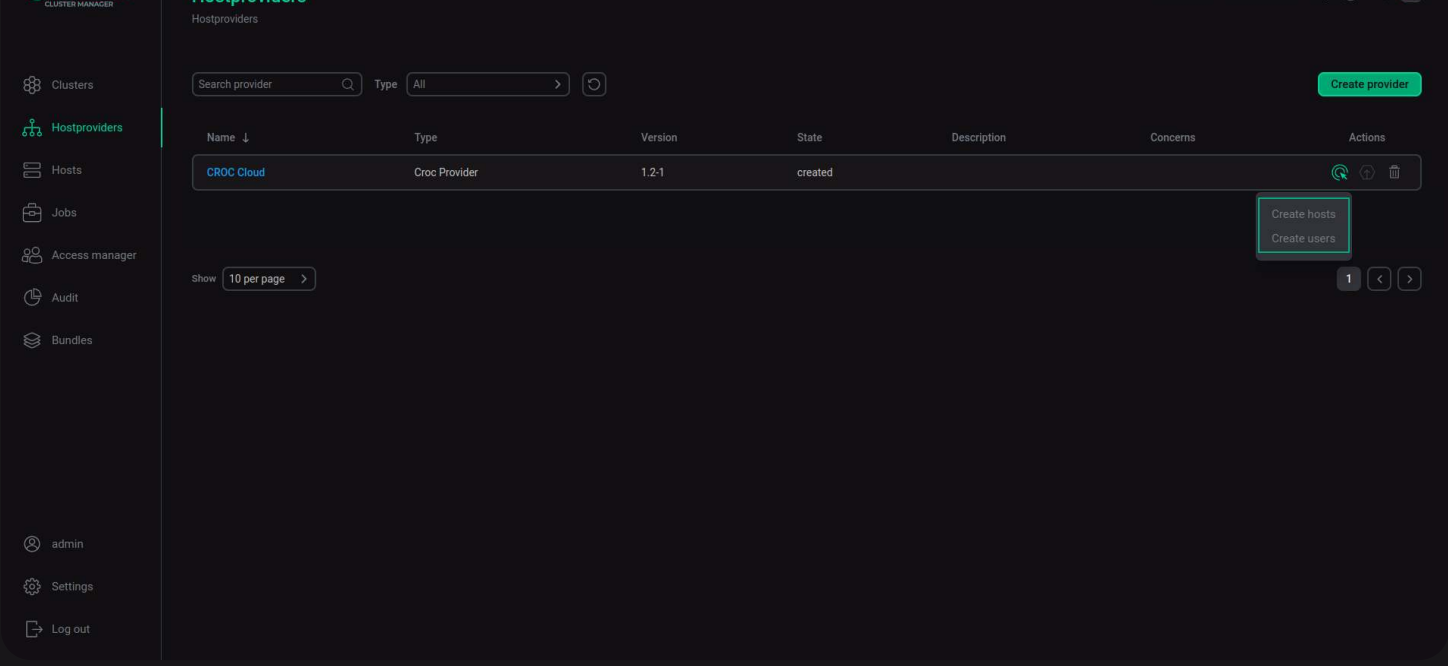 CLUSTER MANAGER
Hostproviders
Hostproviders
Clusters
Hostproviders
Hosts
Jobs
Access manager
Audit
Bundles
admin
Settings
Log out
Search provider Type All Create provider
Name ↓ Type Version State Description Concerns Actions
CROC Cloud Croc Provider 1.2-1 created
Create hosts
Create users
Show 10 per page 1 < >